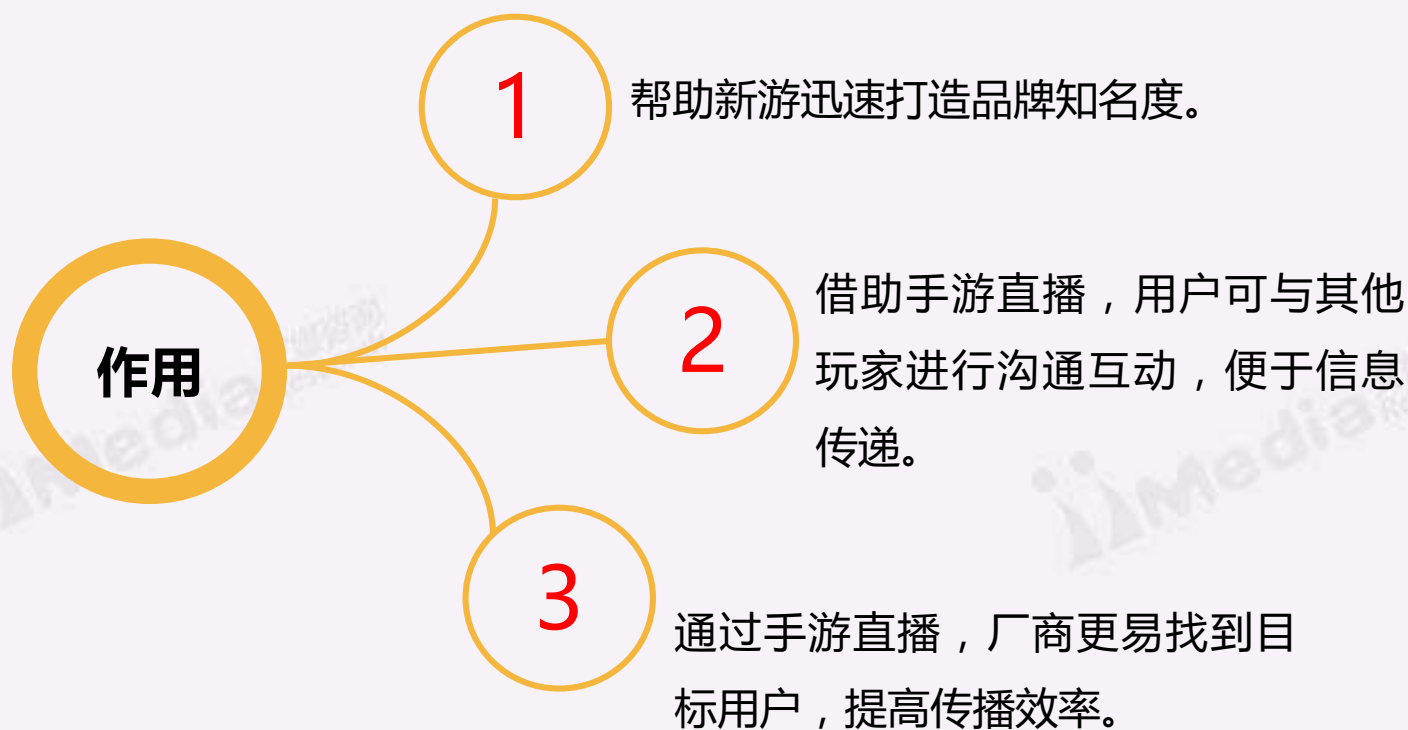 1
帮助新游迅速打造品牌知名度。
作用
2
借助手游直播，用户可与其他
玩家进行沟通互动，便于信息
传递。
3
通过手游直播，厂商更易找到目
标用户，提高传播效率。
iiMedia